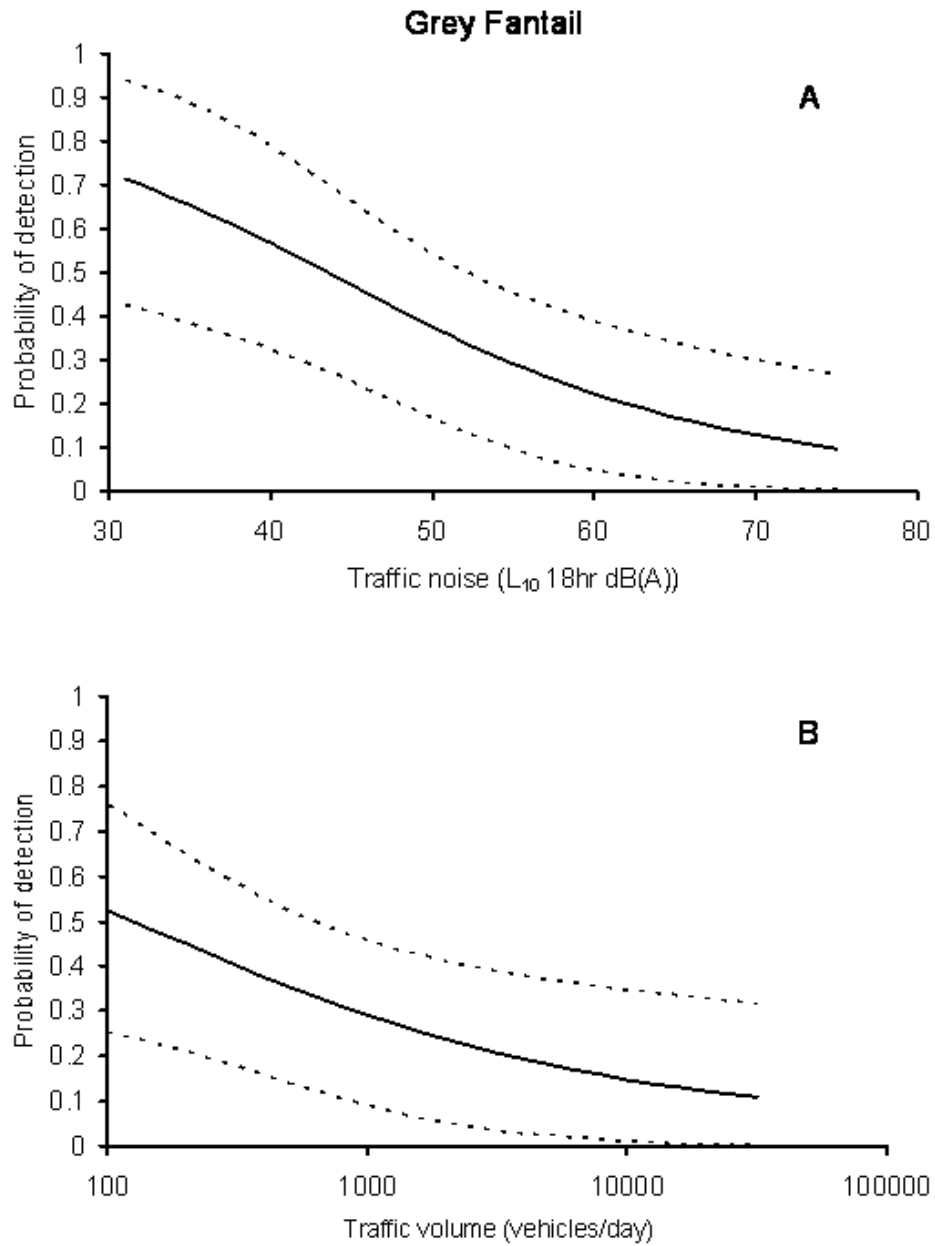 Grey Fantail
A
Probability of detection
1
0.9
0.8
0.7
0.6
0.5
0.4
0.3
0.2
0.1
0
30 40 50 60 70 80
Traffic noise (L₁₀ 18hr dB(A))
B
Probability of detection
1
0.9
0.8
0.7
0.6
0.5
0.4
0.3
0.2
0.1
0
100 1000 10000 100000
Traffic volume (vehicles/day)